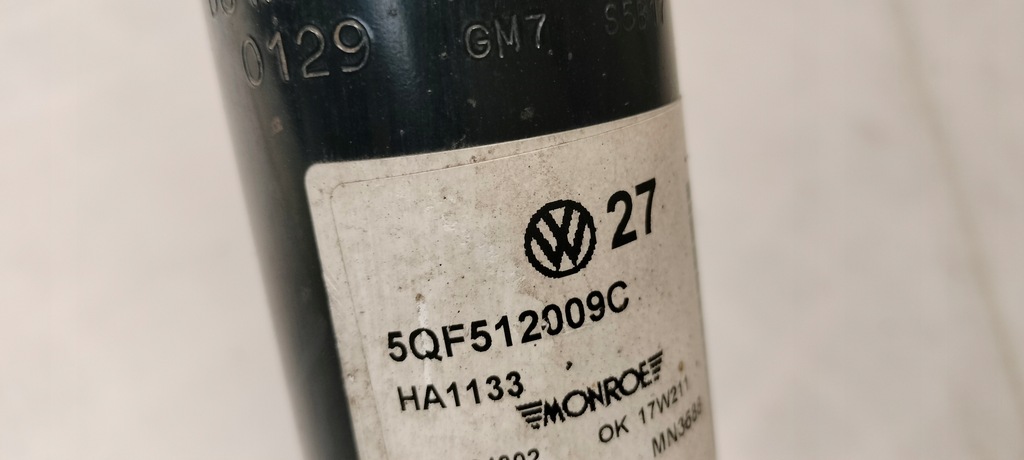 0129 GM7
27
5QF512009C
HA1133
MONROE
OK 17W211